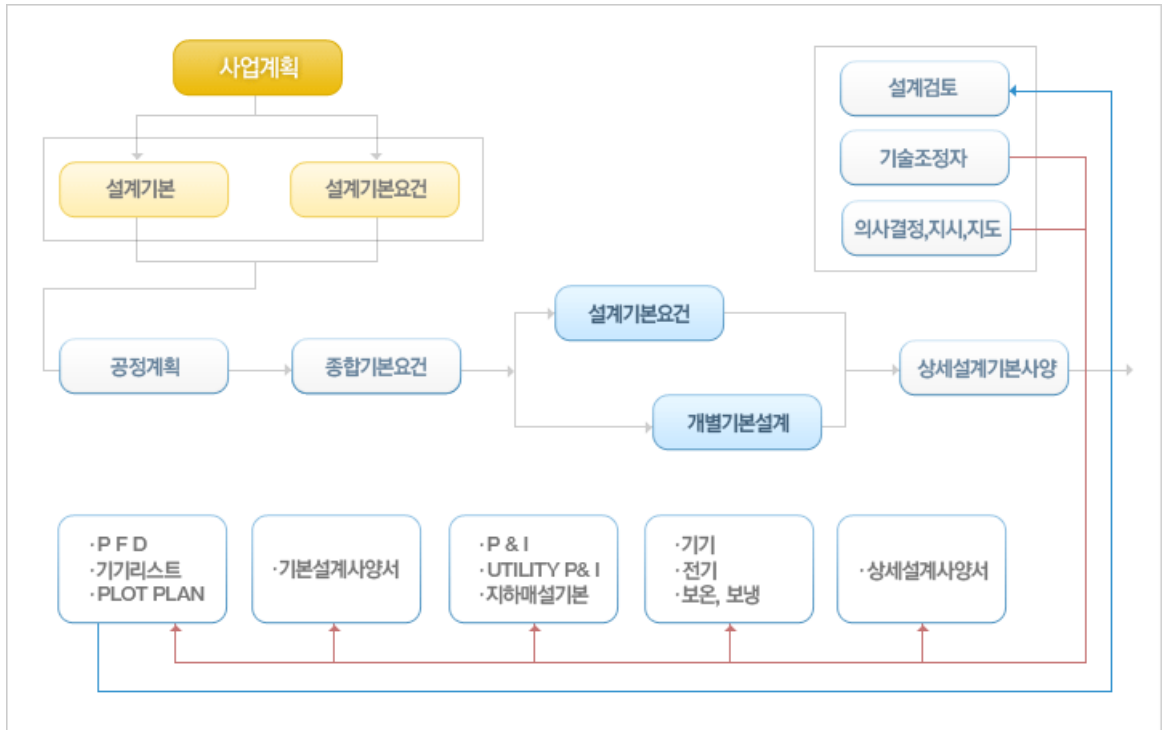 사업계획
설계기본
설계기본요건
설계검토
기술조정자
의사결정,지시,지도
공정계획
종합기본요건
설계기본요건
개별기본설계
상세설계기본사양
·P F D
·기기리스트
·PLOT PLAN
·기본설계사양서
·P & I
·UTILITY P& I
·지하매설기본
·기기
·전기
·보온, 보냉
·상세설계사양서